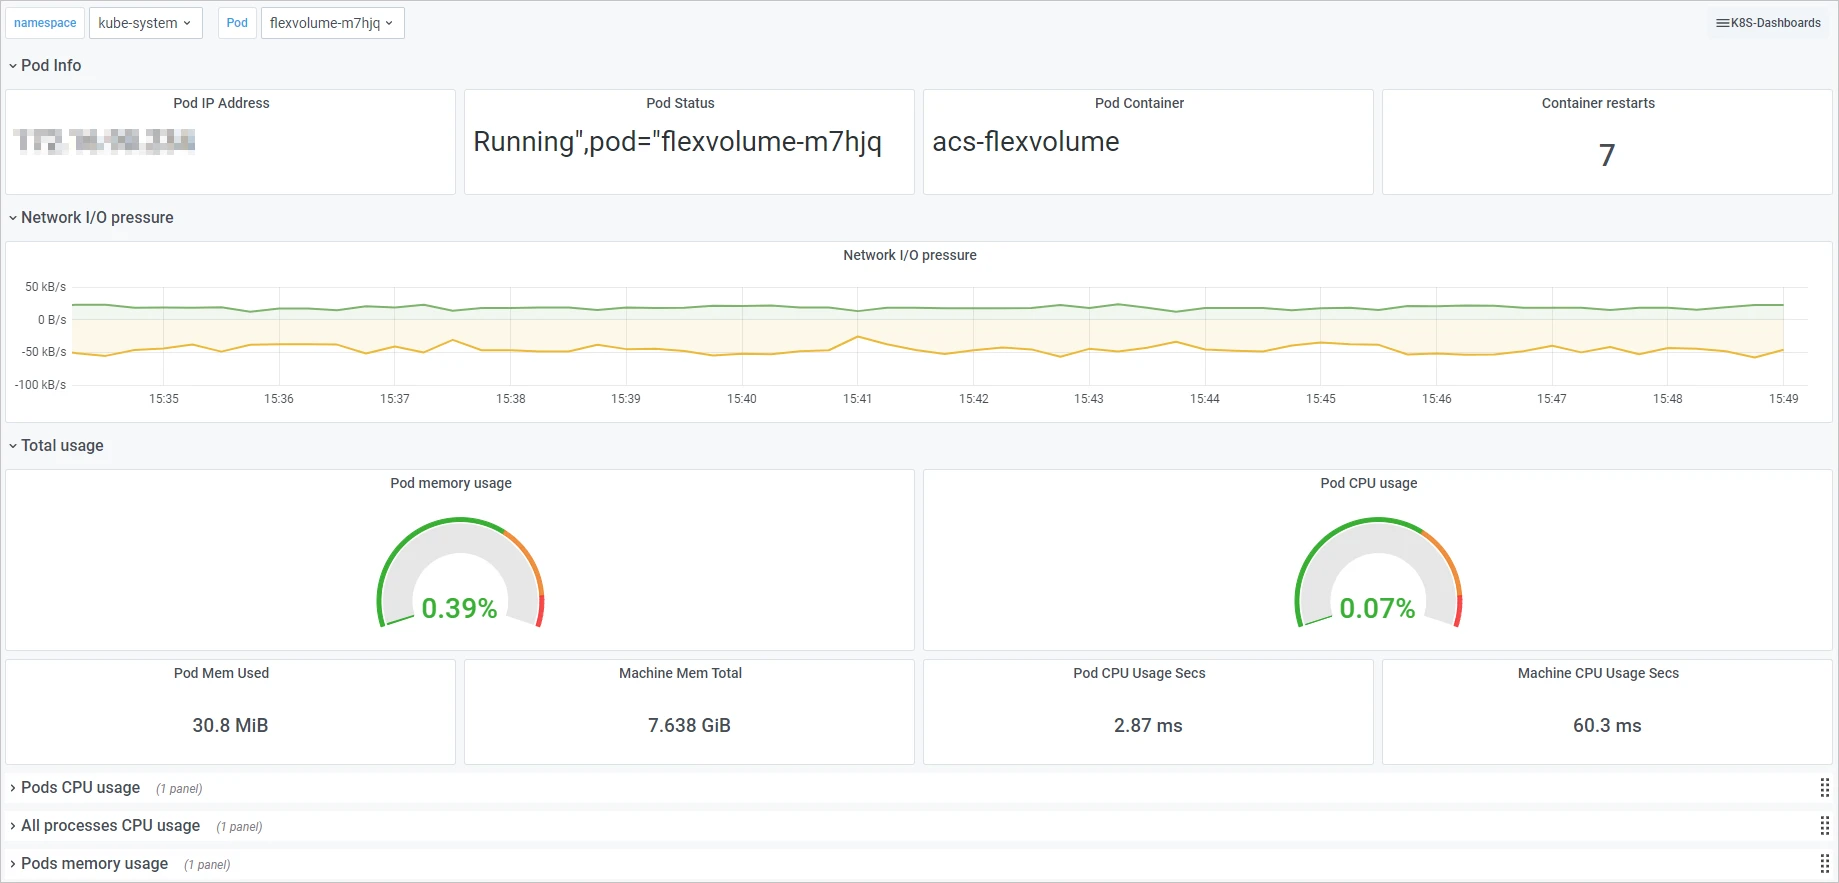 namespace kube-system Pod flexvolume-m7hjq K8S-Dashboards
Pod Info
Pod IP Address Pod Status Pod Container Container restarts
Running",pod="flexvolume-m7hjq acs-flexvolume 7
Network I/O pressure
Network I/O pressure
50 kB/s
0 B/s
-50 kB/s
-100 kB/s
15:35 15:36 15:37 15:38 15:39 15:40 15:41 15:42 15:43 15:44 15:45 15:46 15:47 15:48 15:49
Total usage
Pod memory usage Pod CPU usage
0.39% 0.07%
Pod Mem Used Machine Mem Total Pod CPU Usage Secs Machine CPU Usage Secs
30.8 MiB 7.638 GiB 2.87 ms 60.3 ms
Pods CPU usage (1 panel)
All processes CPU usage (1 panel)
Pods memory usage (1 panel)